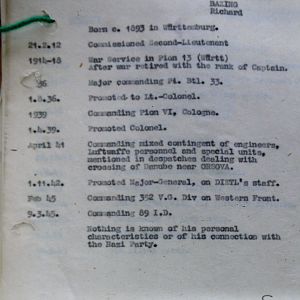 BAZING
Richard
Born c. 1893 in Württemburg.
21.2.12 Commissioned Second-Lieutenant
1914-18 War Service in Pion 13 (Württ)
After war retired with the rank of Captain.
36 Major commanding Pi. Btl. 33.
1.8.36. Promoted to Lt.-Colonel.
1939 Commanding Pion VI, Cologne.
1.4.39. Promoted Colonel.
April 41 Commanding mixed contingent of engineers,
Luftwaffe personnel and special units,
mentioned in despatches dealing with
crossing of Danube near ORSOVA.
1.11.42. Promoted Major-General, on DIETL's staff.
Feb 45 Commanding 352 V.G. Div on Western Front.
9.3.45. Commanding 89 I.D.
Nothing is known of his personal
characteristics or of his connection with
the Nazi Party.